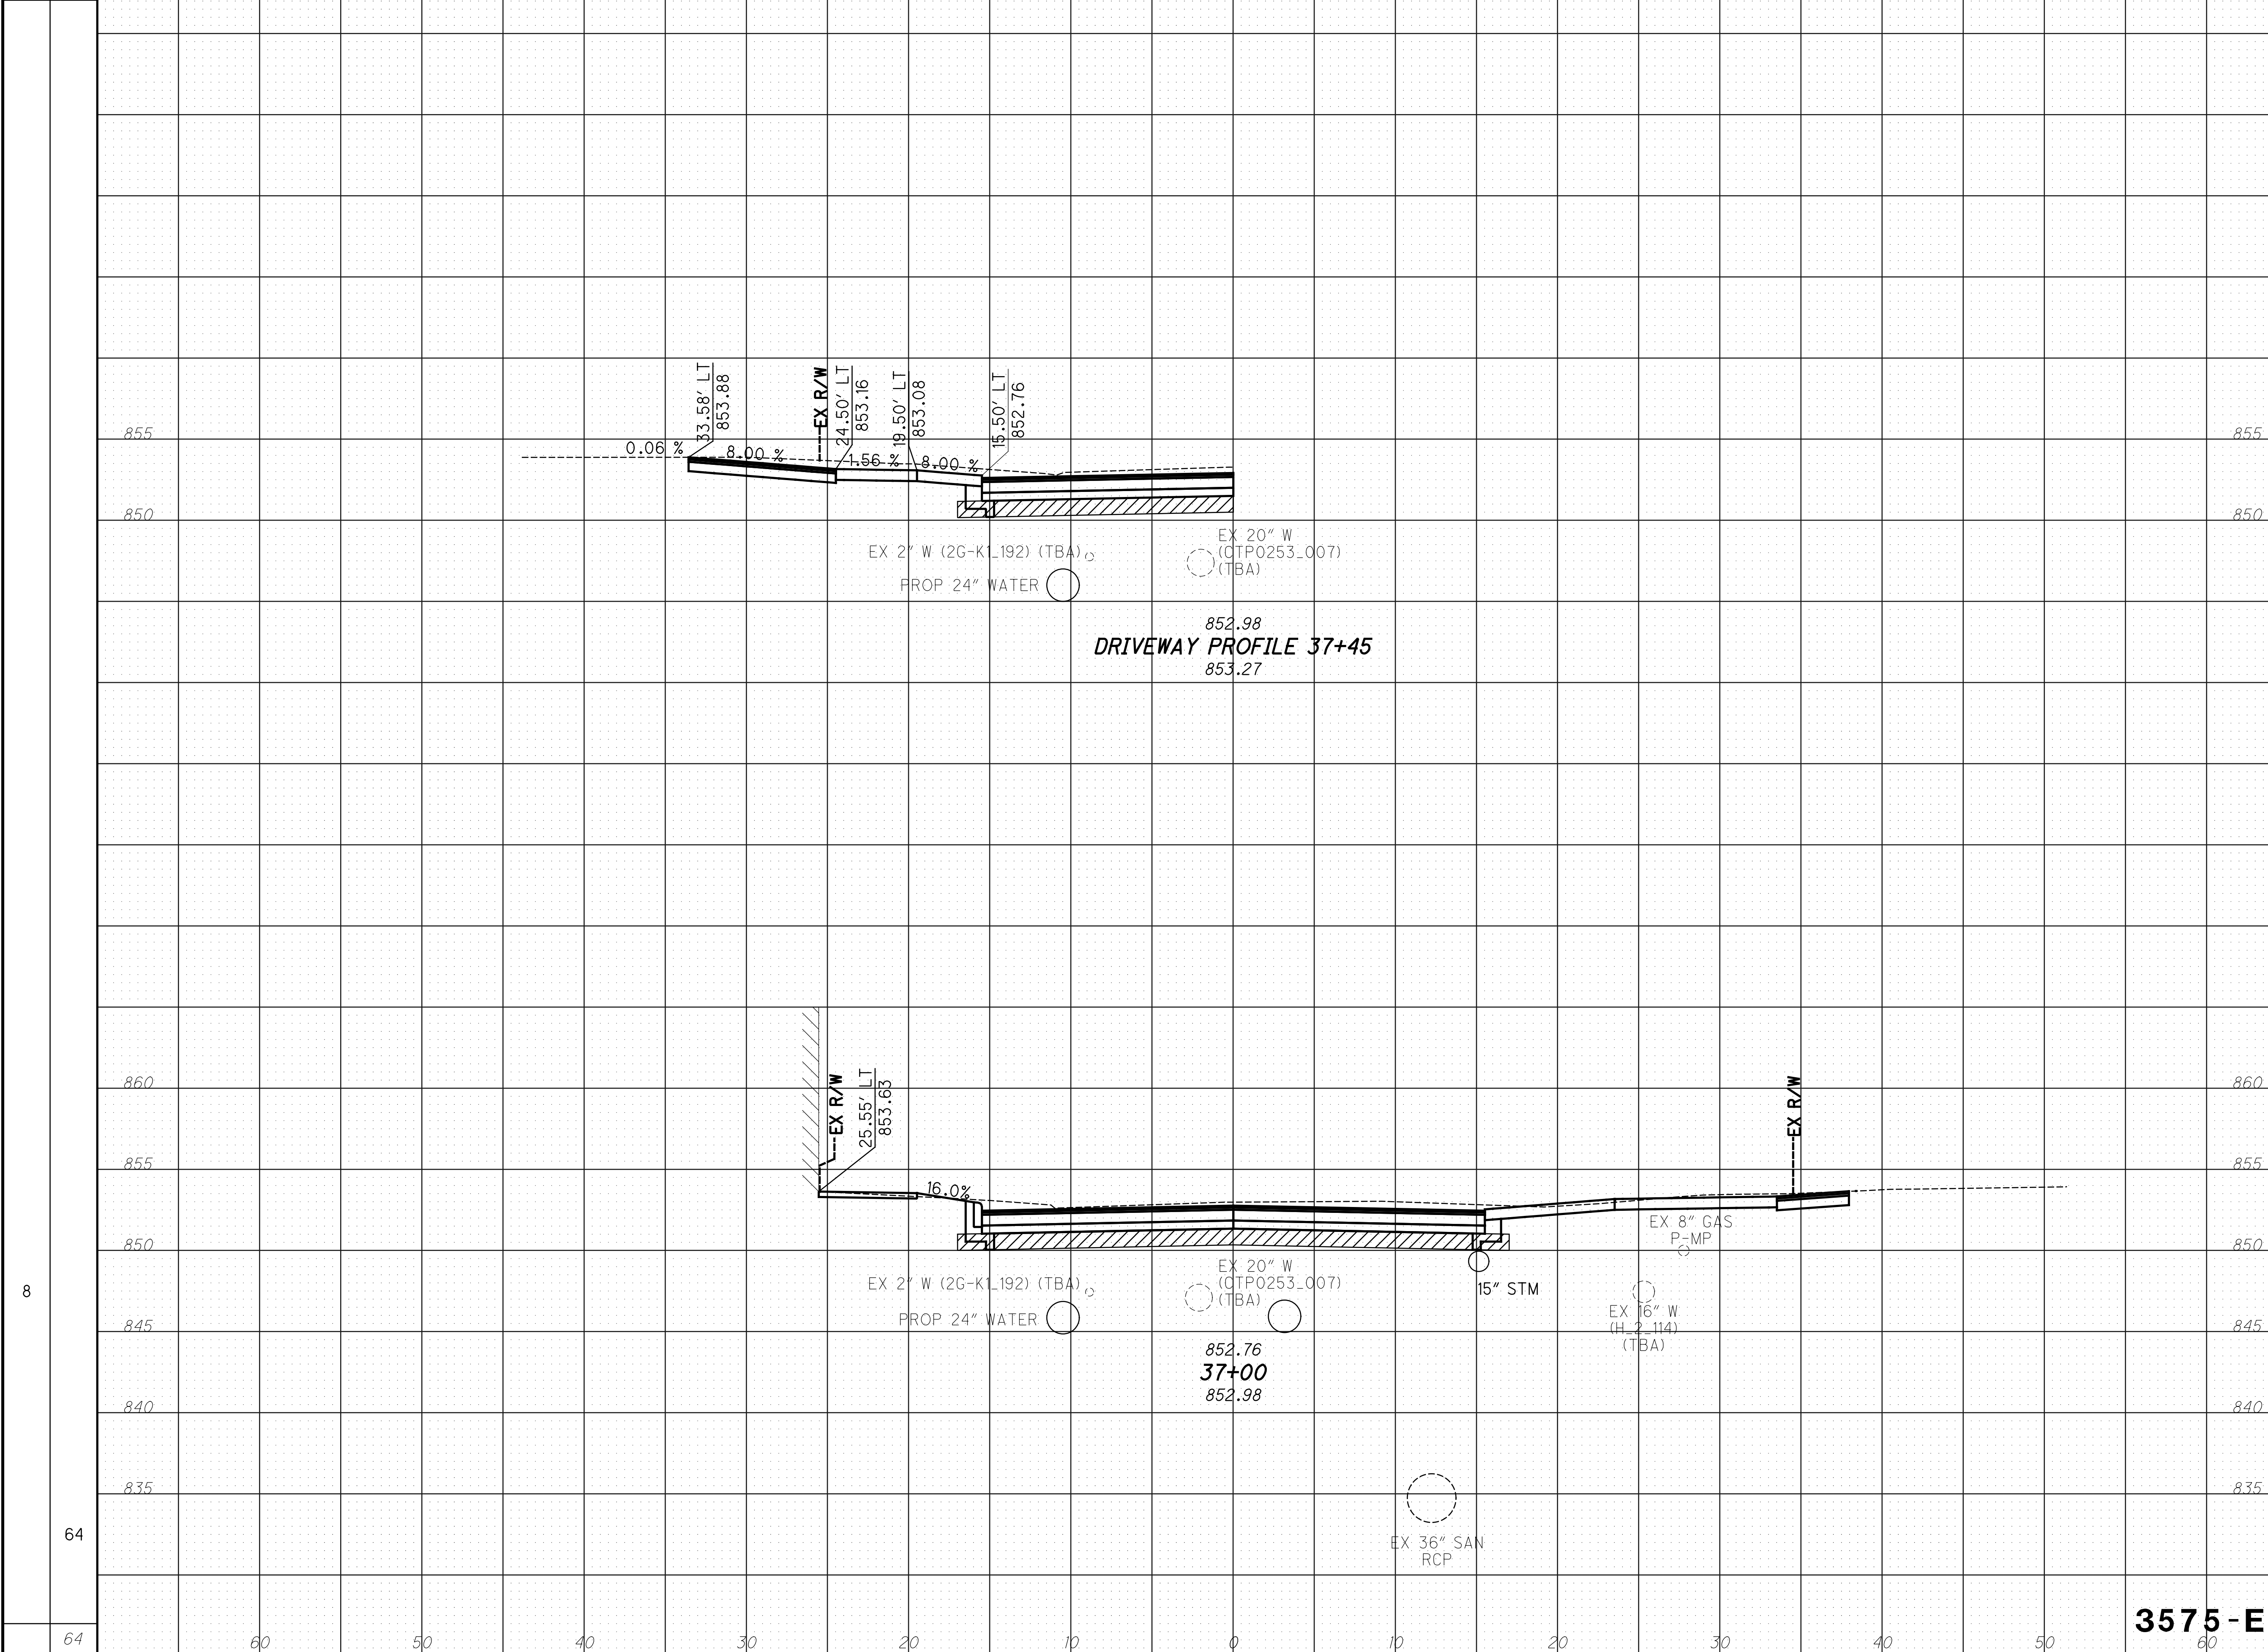 33.58' LT
853.88
EX R/W
24.50' LT
853.16
19.50' LT
853.08
15.50' LT
852.76
855
855
0.06 %
8.00 %
1.56 %
8.00 %
850
850
EX 2" W (2G-K1_192) (TBA)
EX 20" W
(CTP0253_007)
(TBA)
PROP 24" WATER
852.98
DRIVEWAY PROFILE 37+45
853.27
860
860
EX R/W
25.55' LT
853.63
EX R/W
855
855
16.0%
850
850
EX 8" GAS
P-MP
EX 2" W (2G-K1_192) (TBA)
EX 20" W
(CTP0253_007)
(TBA)
15" STM
8
PROP 24" WATER
EX 16" W
(H_2_114)
(TBA)
845
845
852.76
37+00
852.98
840
840
835
835
64
EX 36" SAN
RCP
3575-E
64
60 50 40 30 20 10 0 10 20 30 40 50 60